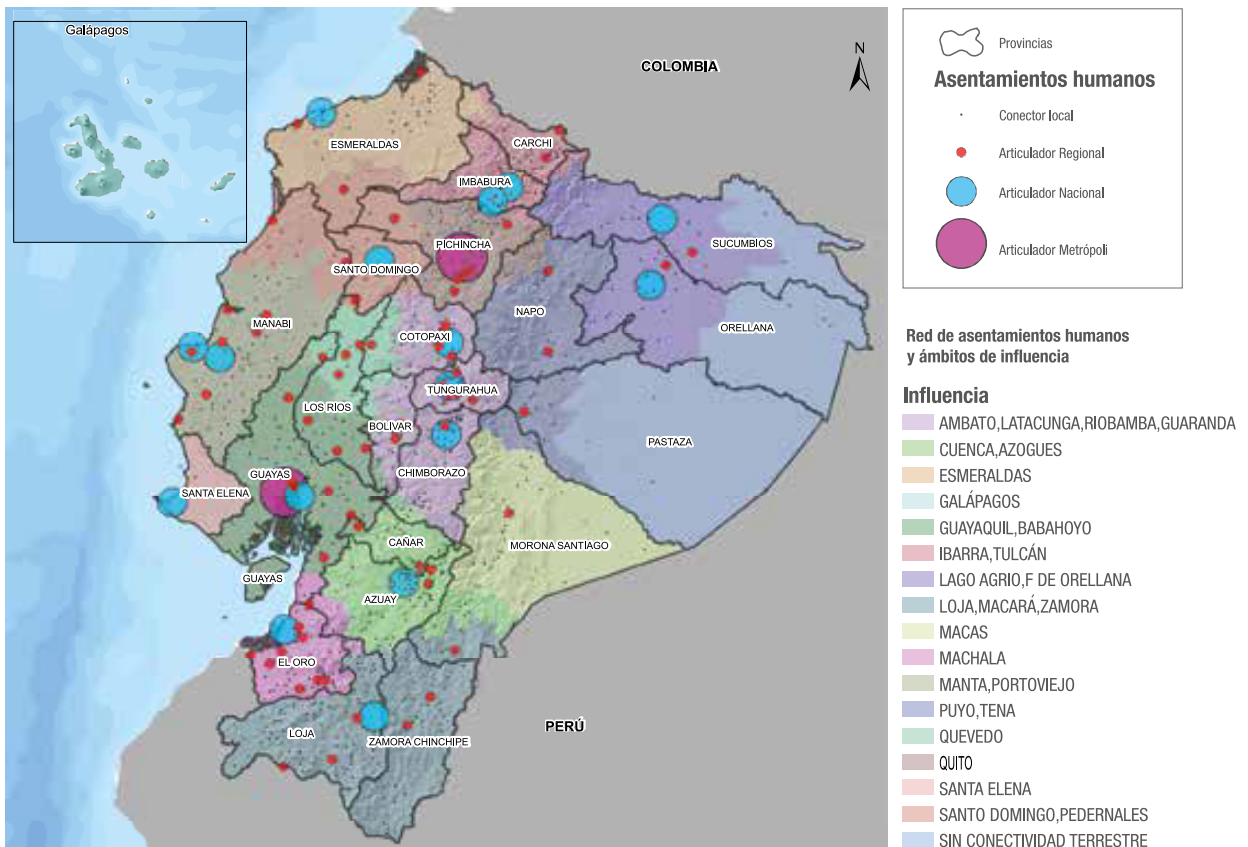 Galápagos
N
COLOMBIA
ESMERALDAS
CARCHI
IMBABURA
PICHINCHA
SUCUMBIOS
SANTO DOMINGO
NAPO
MANABI
COTOPAXI
ORELLANA
TUNGURAHUA
LOS RÍOS
BOLIVAR
PASTAZA
CHIMBORAZO
GUAYAS
SANTA ELENA
CAÑAR
MORONA SANTÍAGO
GUAYAS
AZUAY
EL ORO
PERÚ
LOJA
ZAMORA CHINCHIPE
Provincias
Asentamientos humanos
Conector local
Articulador Regional
Articulador Nacional
Articulador Metrópoli
Red de asentamientos humanos
y ámbitos de influencia
Influencia
AMBATO,LATACUNGA,RIOBAMBA,GUARANDA
CUENCA,AZOGUES
ESMERALDAS
GALÁPAGOS
GUAYAQUIL,BABAHOYO
IBARRA,TULCÁN
LAGO AGRIO,F DE ORELLANA
LOJA,MACARÁ,ZAMORA
MACAS
MACHALA
MANTA,PORTOVIEJO
PUYO,TENA
QUEVEDO
QUITO
SANTA ELENA
SANTO DOMINGO,PEDERNALES
SIN CONECTIVIDAD TERRESTRE